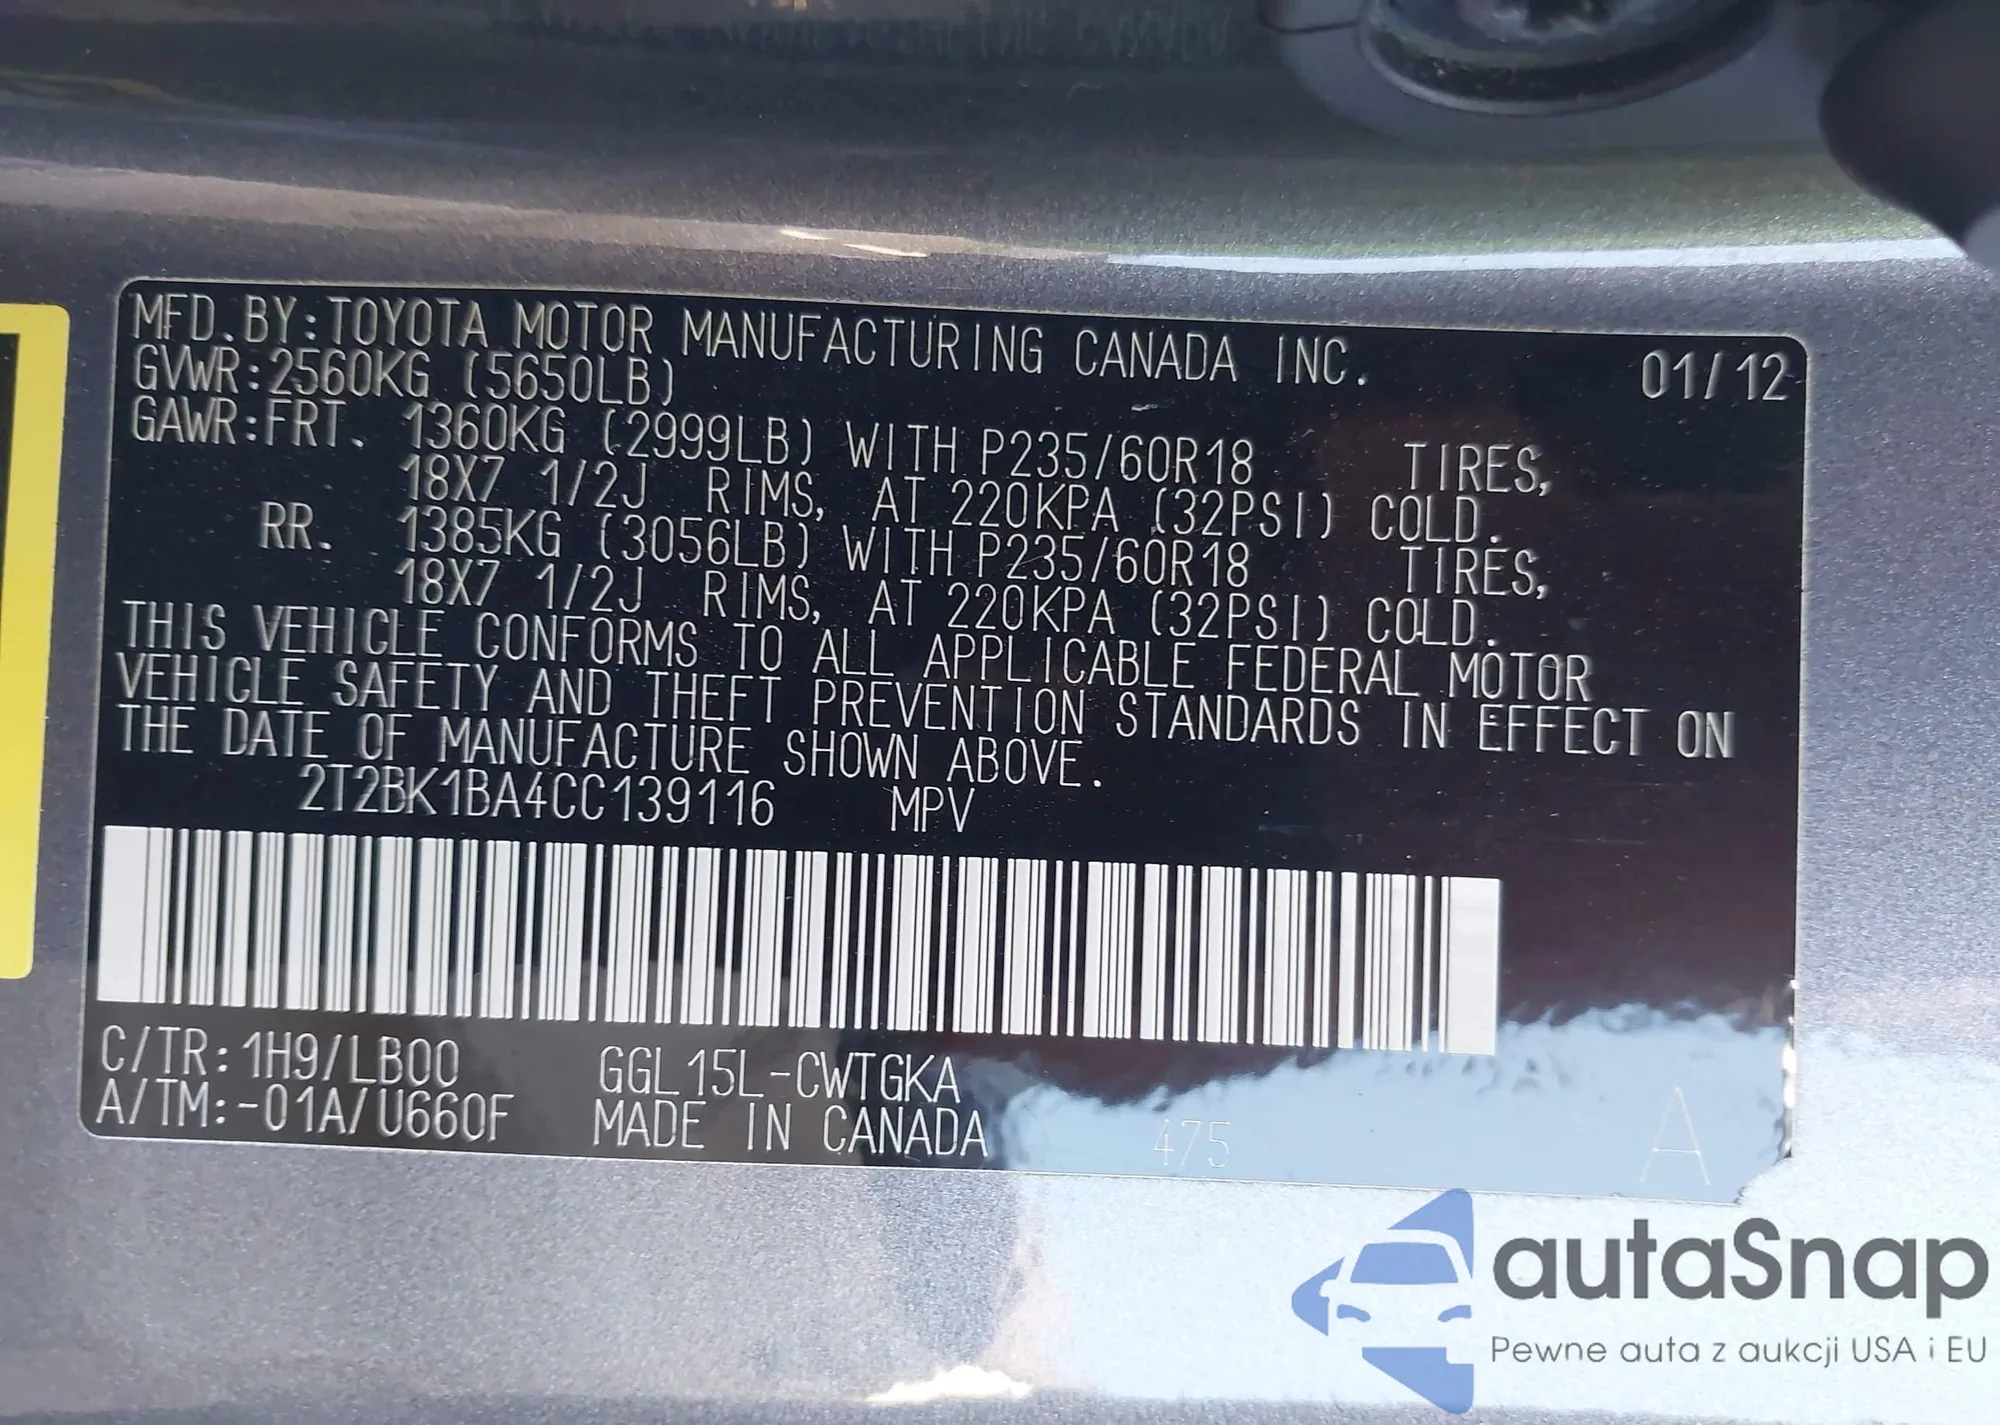 MFD.BY:TOYOTA MOTOR MANUFACTURING CANADA INC. 01/12
GVWR:2560KG (5650LB)
GAWR:FRT. 1360KG (2999LB) WITH P235/60R18 TIRES,
18X7 1/2J RIMS, AT 220KPA (32PSI) COLD.
RR. 1385KG (3056LB) WITH P235/60R18 TIRES,
18X7 1/2J RIMS, AT 220KPA (32PSI) COLD.
THIS VEHICLE CONFORMS TO ALL APPLICABLE FEDERAL MOTOR
VEHICLE SAFETY AND THEFT PREVENTION STANDARDS IN EFFECT ON
THE DATE OF MANUFACTURE SHOWN ABOVE.
2T2BK1BA4CC139116 MPV
C/TR:1H9/LB00 GGL15L-CWTGKA
A/TM:-01A/U660F MADE IN CANADA 475 A
autaSnap
Pewne auta z aukcji USA i EU